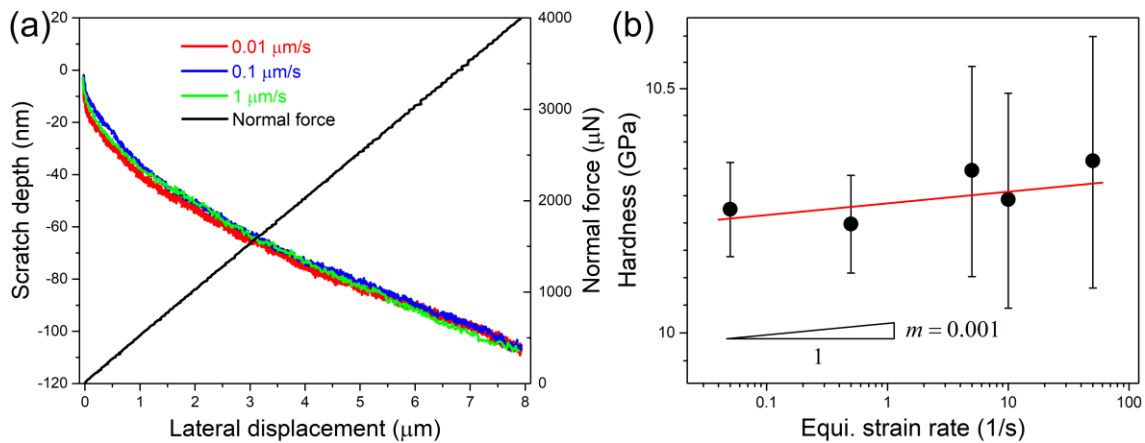 (a)
20
0
-20
-40
-60
-80
-100
-120
Scratch depth (nm)
0.01 μm/s
0.1 μm/s
1 μm/s
Normal force
4000
3000
2000
1000
0
Normal force (μN)
0 1 2 3 4 5 6 7 8
Lateral displacement (μm)
(b)
10.5
10
Hardness (GPa)
m = 0.001
1
0.1 1 10 100
Equi. strain rate (1/s)